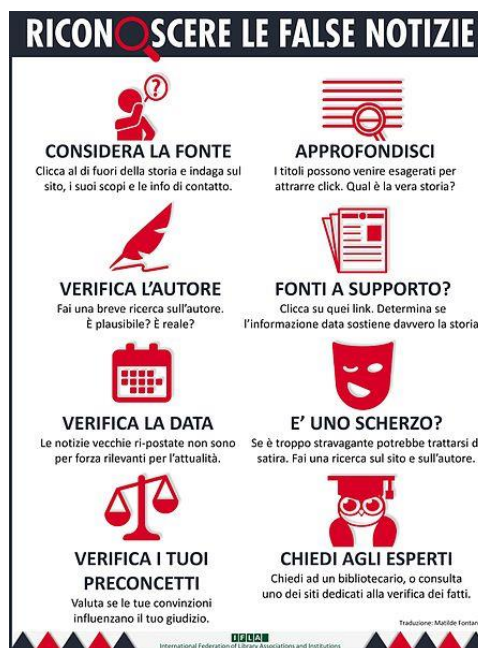 RICONOSCERE LE FALSE NOTIZIE
?
CONSIDERA LA FONTE
Clicca al di fuori della storia e indaga sul
sito, i suoi scopi e le info di contatto.
APPROFONDISCI
I titoli possono venire esagerati per
attrarre click. Qual è la vera storia?
VERIFICA L'AUTORE
Fai una breve ricerca sull'autore.
È plausibile? È reale?
FONTI A SUPPORTO?
Clicca su quei link. Determina se
l'informazione data sostiene davvero la storia
VERIFICA LA DATA
Le notizie vecchie ri-postate non sono
per forza rilevanti per l'attualità.
E' UNO SCHERZO?
Se è troppo stravagante potrebbe trattarsi d
satira. Fai una ricerca sul sito e sull'autore.
VERIFICA I TUOI
PRECONCETTI
Valuta se le tue convinzioni
influenzano il tuo giudizio.
CHIEDI AGLI ESPERTI
Chiedi ad un bibliotecario, o consulta
uno dei siti dedicati alla verifica dei fatti.
Traduzione: Matilde Fontan
IFLA
International Federation of Library Associations and Institutions